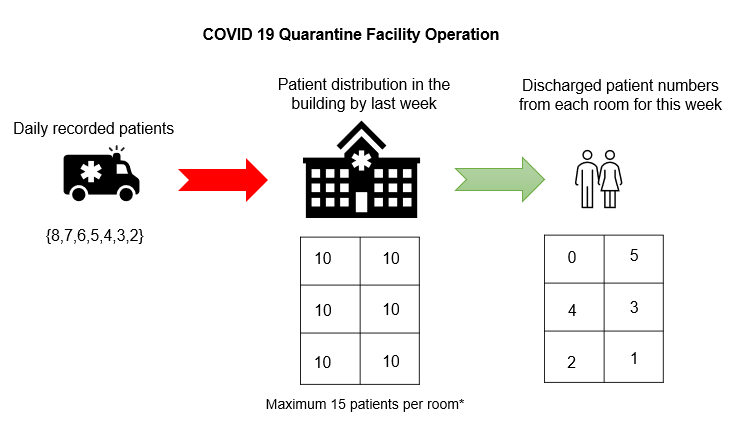 COVID 19 Quarantine Facility Operation
Patient distribution in the
building by last week
Discharged patient numbers
from each room for this week
Daily recorded patients
{8,7,6,5,4,3,2}
10 10
10 10
10 10
0 5
4 3
2 1
Maximum 15 patients per room*